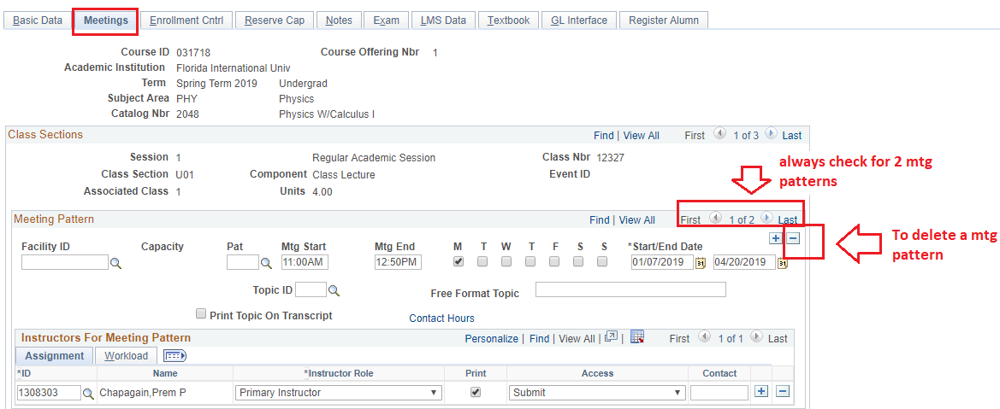 Basic Data Meetings Enrollment Cntrl Reserve Cap Notes Exam LMS Data Textbook GL Interface Register Alumn
Course ID 031718 Course Offering Nbr 1
Academic Institution Florida International Univ
Term Spring Term 2019 Undergrad
Subject Area PHY Physics
Catalog Nbr 2048 Physics W/Calculus I
Class Sections Find | View All First 1 of 3 Last
Session 1 Regular Academic Session Class Nbr 12327
Class Section U01 Component Class Lecture Event ID
Associated Class 1 Units 4.00
always check for 2 mtg
patterns
Meeting Pattern Find | View All First 1 of 2 Last
To delete a mtg
pattern
Facility ID Capacity Pat Mtg Start Mtg End M T W T F S S *Start/End Date
11:00AM 12:50PM 01/07/2019 04/20/2019
Topic ID Free Format Topic
Print Topic On Transcript Contact Hours
Instructors For Meeting Pattern Personalize | Find | View All | | First 1 of 1 Last
Assignment Workload
*ID Name *Instructor Role Print Access Contact
1308303 Chapagain,Prem P Primary Instructor Submit